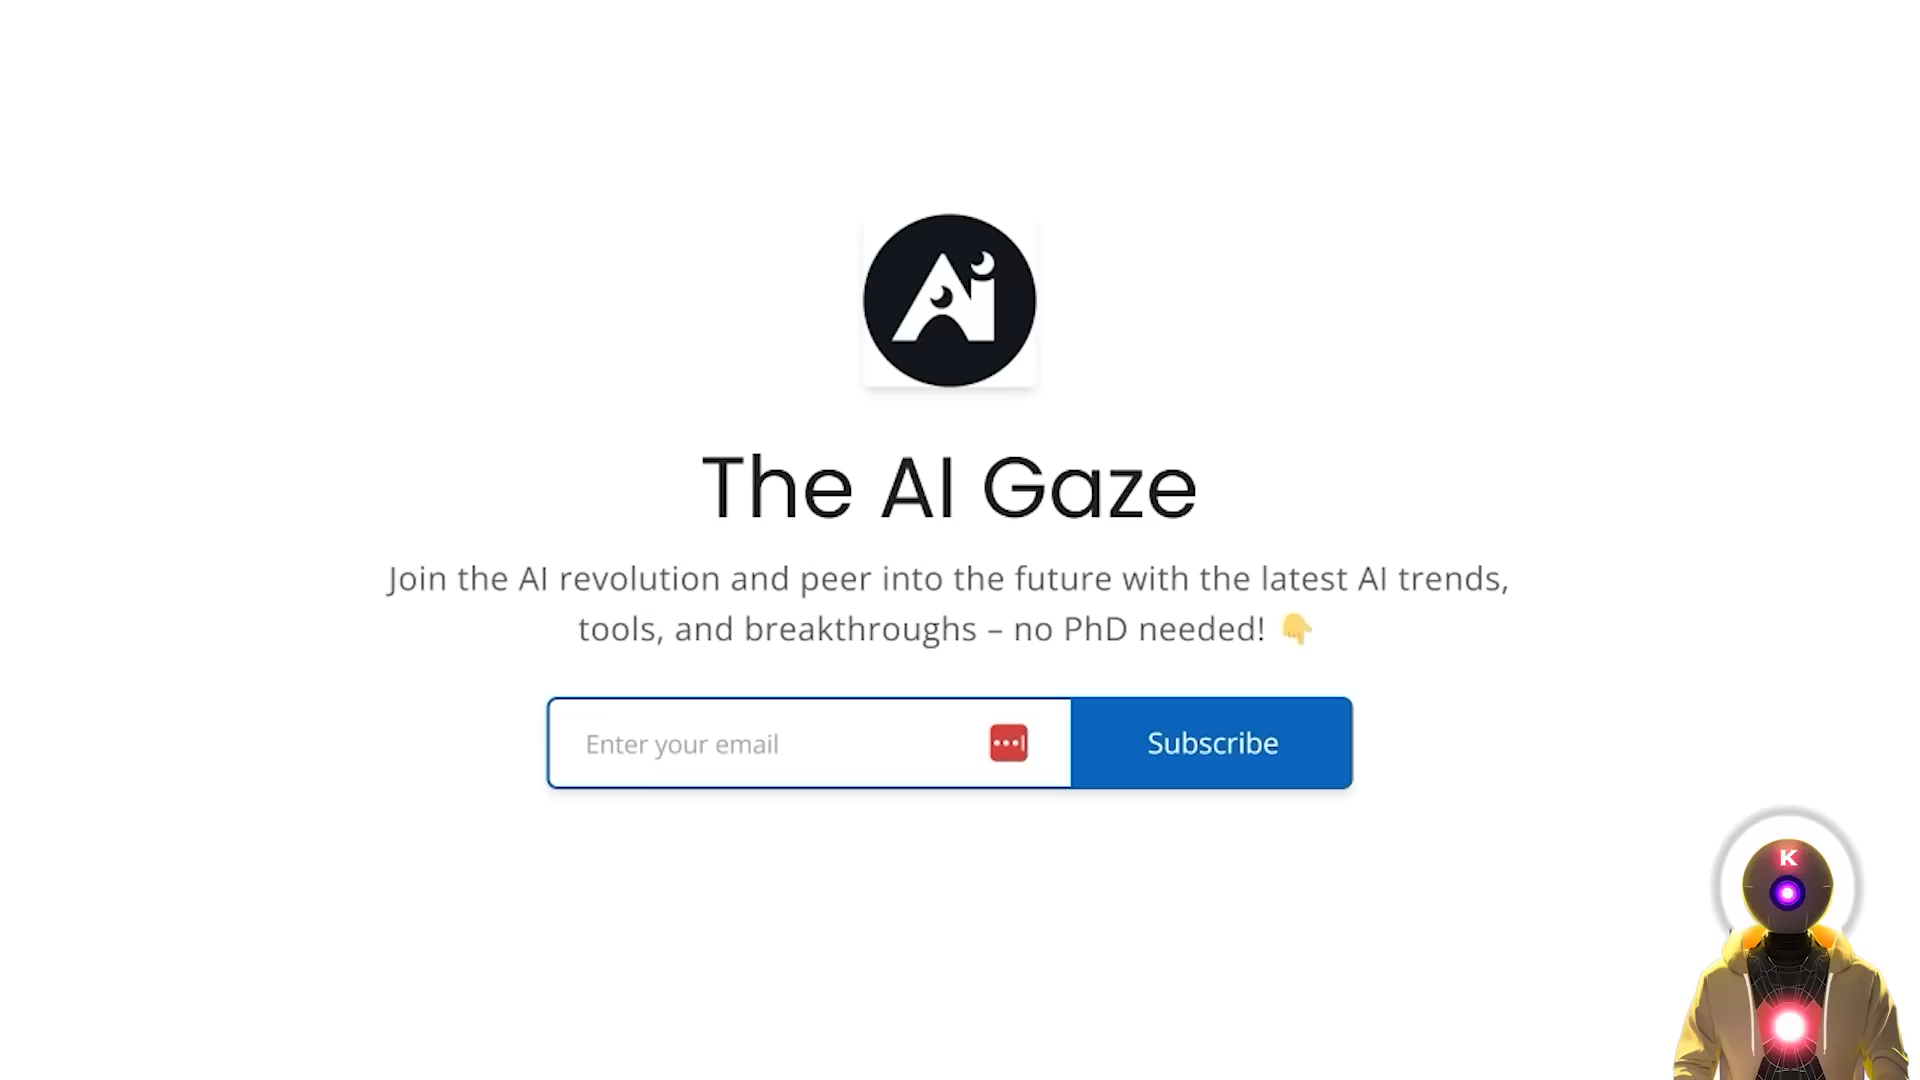 Ai
The AI Gaze
Join the AI revolution and peer into the future with the latest AI trends,
tools, and breakthroughs – no PhD needed! 👇
Enter your email
Subscribe
K